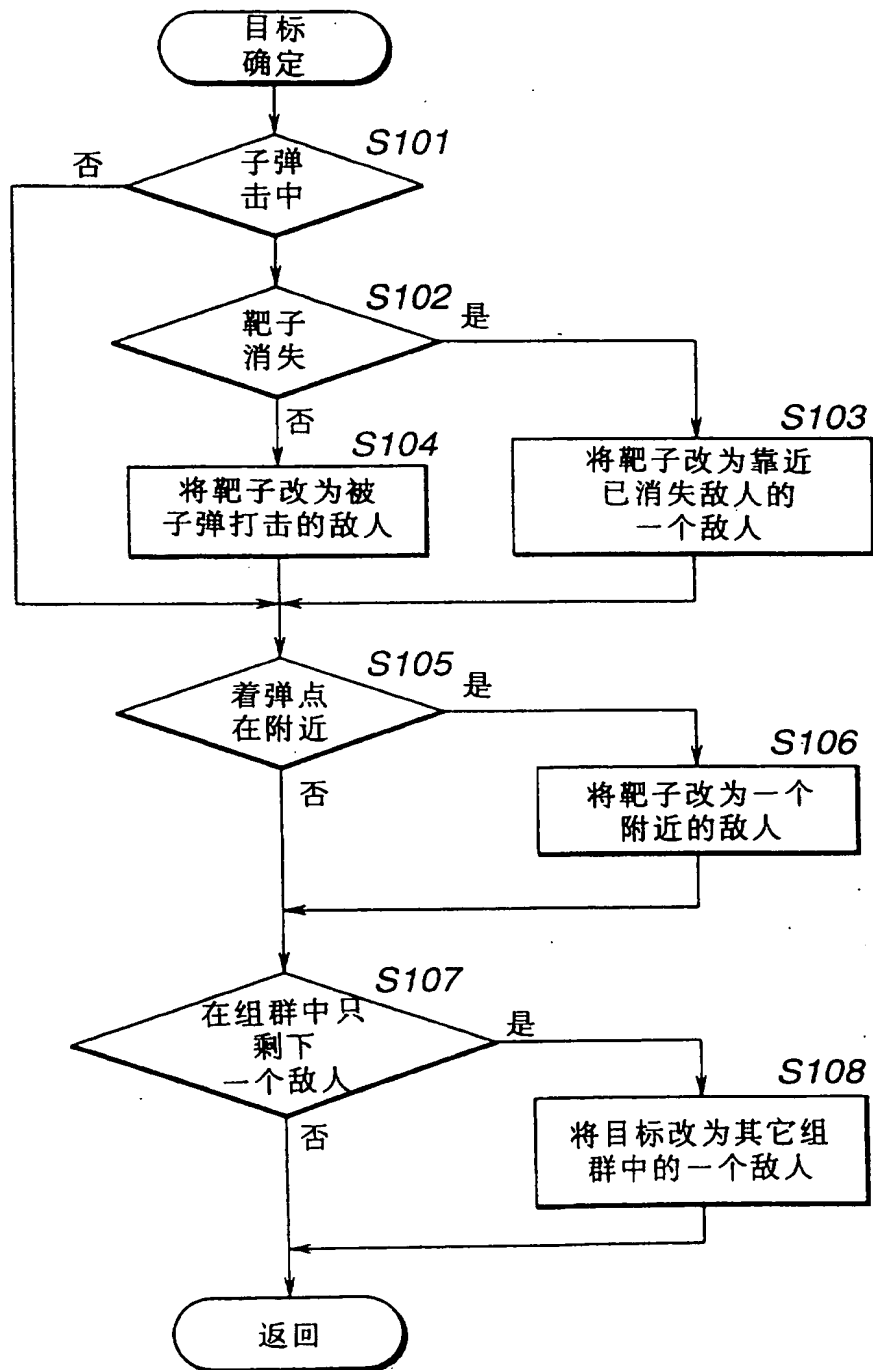 目标
确定
S101
否
子弹
击中
S102
是
靶子
消失
否
S103
S104
将靶子改为靠近
已消失敌人的
一个敌人
将靶子改为被
子弹打击的敌人
S105
是
着弹点
在附近
S106
否
将靶子改为一个
附近的敌人
S107
在组群中只
剩下
一个敌人
是
S108
否
将目标改为其它组
群中的一个敌人
返回